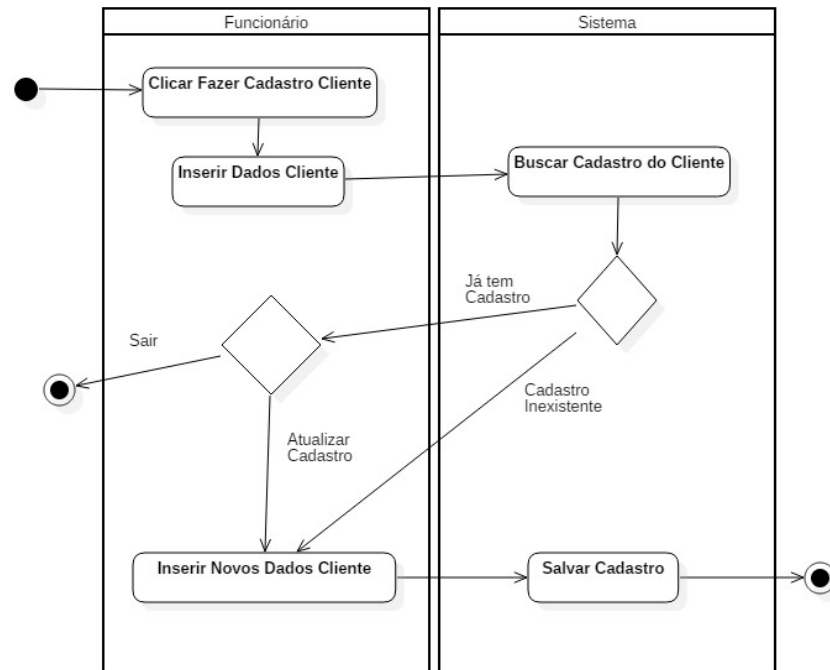 Funcionário
Sistema
Clicar Fazer Cadastro Cliente
Inserir Dados Cliente
Buscar Cadastro do Cliente
Já tem
Cadastro
Sair
Cadastro
Inexistente
Atualizar
Cadastro
Inserir Novos Dados Cliente
Salvar Cadastro